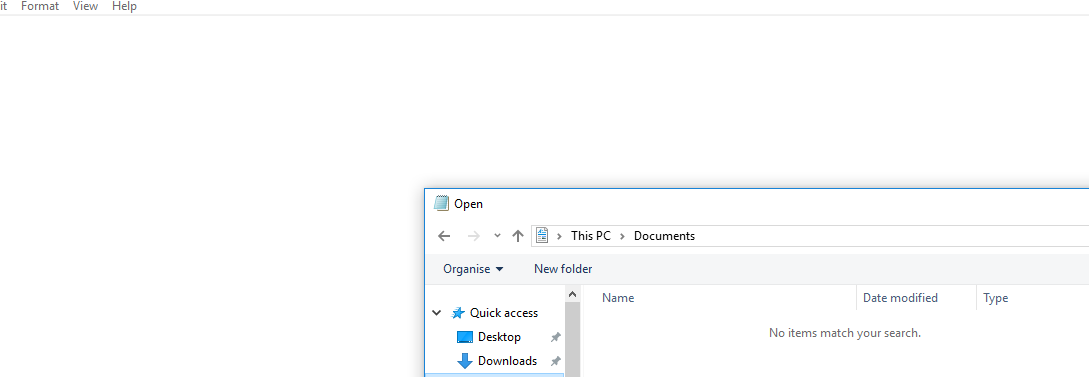 it Format View Help
Open
This PC > Documents
Organise New folder
Name Date modified Type
Quick access
No items match your search.
Desktop
Downloads